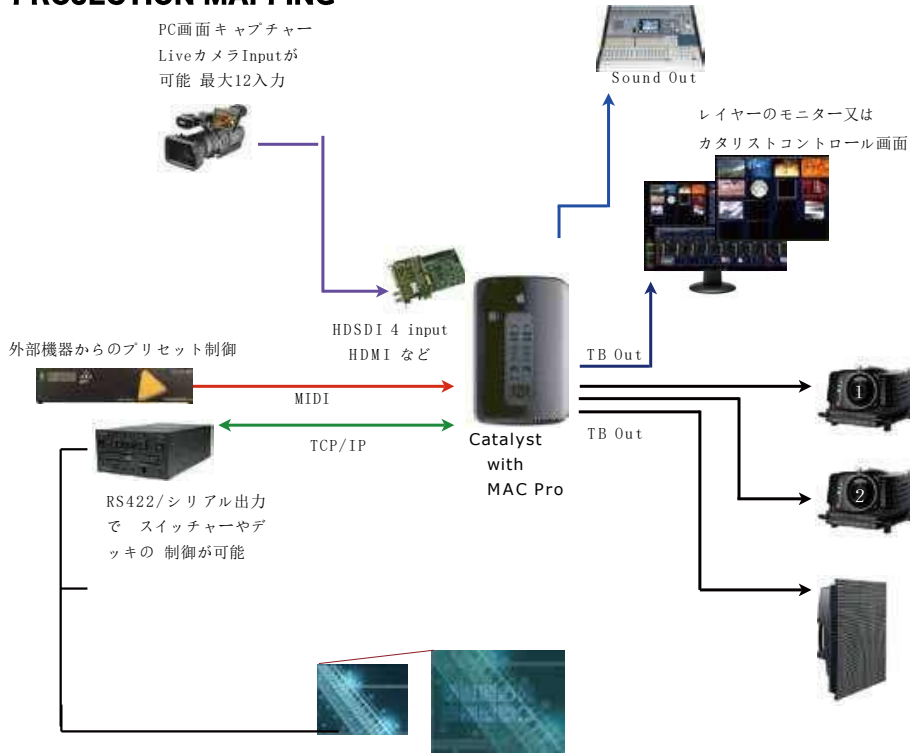 PROJECTION MAPPING
PC画面キャプチャー
LiveカメラInputが
可能 最大12入力
Sound Out
レイヤーのモニター又は
カタリストコントロール画面
HDSDI 4 input
HDMI など
外部機器からのプリセット制御
MIDI
TCP/IP
TB Out
TB Out
Catalyst
with
MAC Pro
RS422/シリアル出力
で スイッチャーやデ
ッキの 制御が可能
1
2